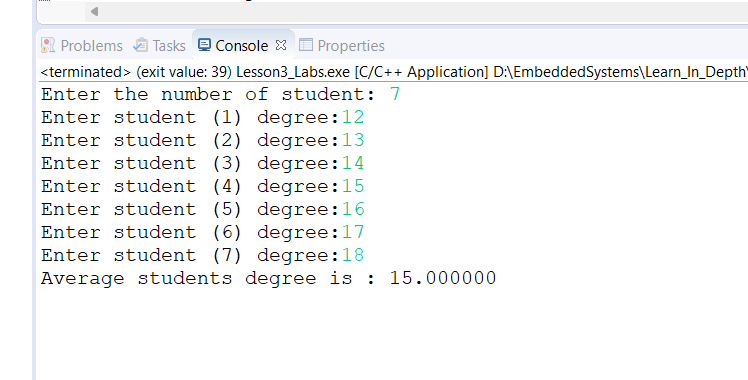 Problems Tasks Console Properties
<terminated> (exit value: 39) Lesson3_Labs.exe [C/C++ Application] D:\EmbeddedSystems\Learn_In_Depth\
Enter the number of student: 7
Enter student (1) degree:12
Enter student (2) degree:13
Enter student (3) degree:14
Enter student (4) degree:15
Enter student (5) degree:16
Enter student (6) degree:17
Enter student (7) degree:18
Average students degree is : 15.000000